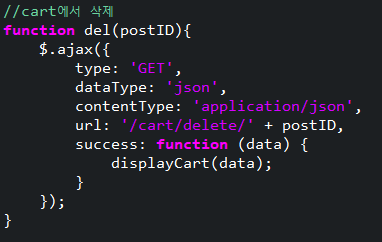 //cart에서 삭제
function del(postID){
    $.ajax({
        type: 'GET',
        dataType: 'json',
        contentType: 'application/json',
        url: '/cart/delete/' + postID,
        success: function (data) {
            displayCart(data);
        }
    });
}